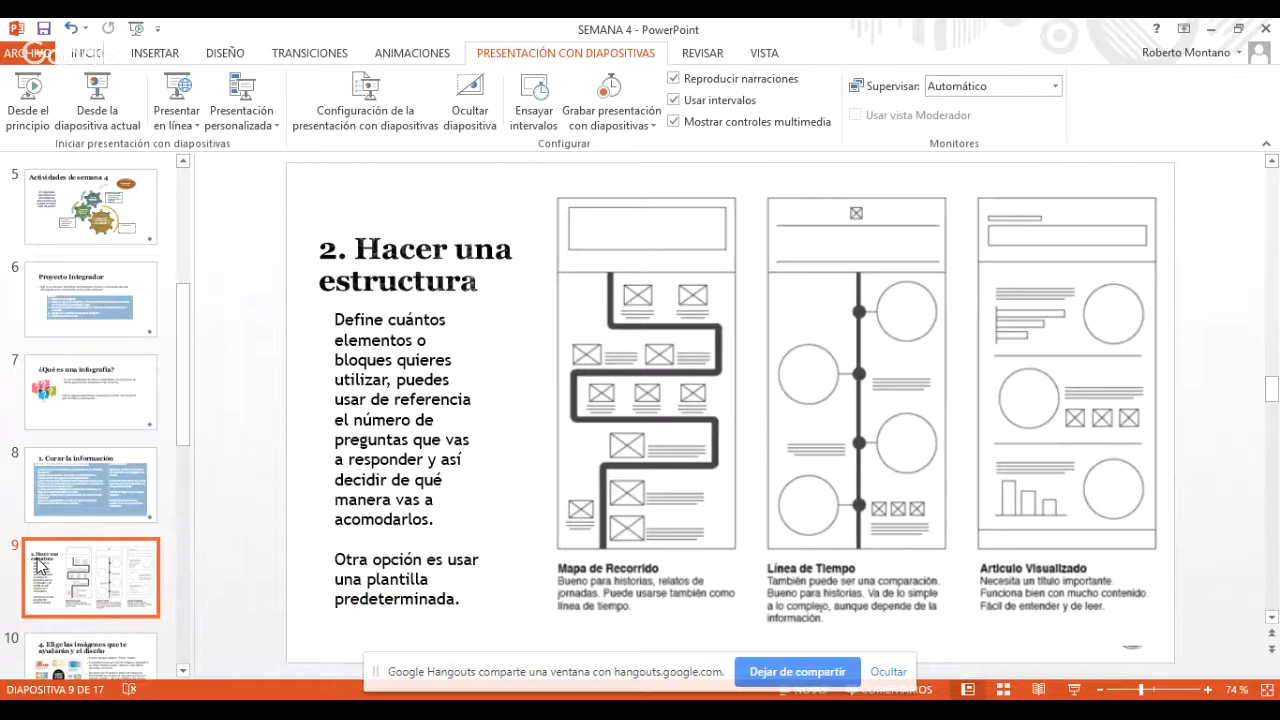 SEMANA 4 - PowerPoint
ARCHIVO INICIO INSERTAR DISEÑO TRANSICIONES ANIMACIONES PRESENTACIÓN CON DIAPOSITIVAS REVISAR VISTA
Roberto Montano
Desde el principio
Desde la diapositiva actual
Presentar en línea
Presentación personalizada
Configuración de la presentación con diapositivas
Ocultar diapositiva
Ensayar intervalos
Grabar presentación con diapositivas
Reproducir narraciones
Usar intervalos
Mostrar controles multimedia
Supervisar: Automático
Usar vista Moderador
Iniciar presentación con diapositivas
Configurar
Monitores
5
Actividades de semana 4
6
Proyecto Integrador
7
¿Qué es una infografía?
8
1. Curar la información
9
2. Hacer una estructura
10
4. Elige las imágenes que te
ayudarán y el diseño
2. Hacer una
estructura
Define cuántos
elementos o
bloques quieres
utilizar, puedes
usar de referencia
el número de
preguntas que vas
a responder y así
decidir de qué
manera vas a
acomodarlos.
Otra opción es usar
una plantilla
predeterminada.
Mapa de Recorrido
Bueno para historias, relatos de
jornadas. Puede usarse también como
línea de tiempo.
Línea de Tiempo
También puede ser una comparación.
Bueno para historias. Va de lo simple
a lo complejo, aunque depende de la
información.
Articulo Visualizado
Necesita un título importante.
Funciona bien con mucho contenido.
Fácil de entender y de leer.
Google Hangouts comparte una ventana con hangouts.google.com.
Dejar de compartir
Ocultar
DIAPOSITIVA 9 DE 17
COMENTARIOS
74 %